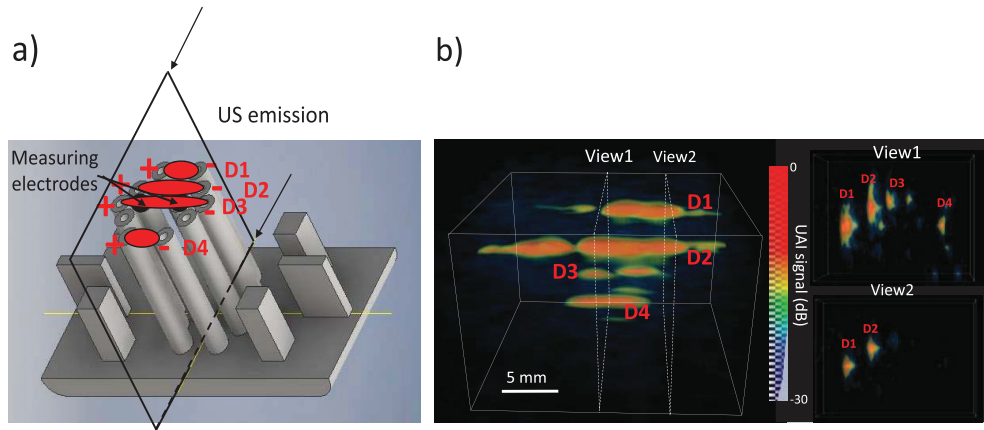 a)
US emission
Measuring
electrodes
+ - D1
+ - D2
+ - D3
+ - D4
b)
View1 View2
D1
D2
D3
D4
5 mm
0
UAI signal (dB)
-30
View1
D1 D2 D3 D4
View2
D1 D2